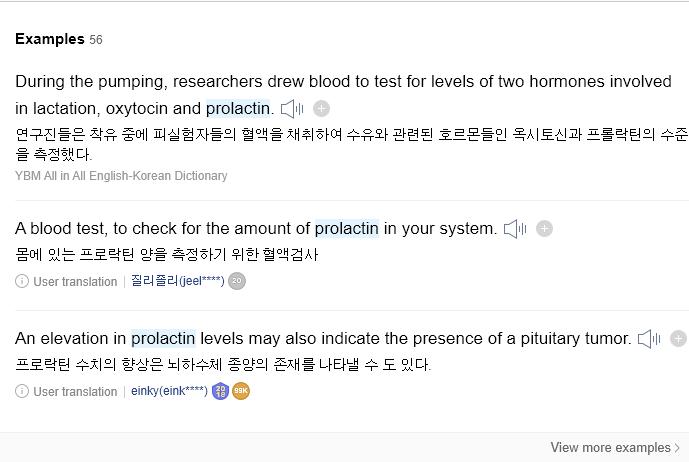 Examples 56
During the pumping, researchers drew blood to test for levels of two hormones involved
in lactation, oxytocin and prolactin.
연구진들은 착유 중에 피실험자들의 혈액을 채취하여 수유와 관련된 호르몬들인 옥시토신과 프롤락틴의 수준
을 측정했다.
YBM All in All English-Korean Dictionary
A blood test, to check for the amount of prolactin in your system.
몸에 있는 프로락틴 양을 측정하기 위한 혈액검사
User translation 질리쫄리(jeel****) 20
An elevation in prolactin levels may also indicate the presence of a pituitary tumor.
프로락틴 수치의 향상은 뇌하수체 종양의 존재를 나타낼 수 도 있다.
User translation einky(eink****) 2018 99K
View more examples